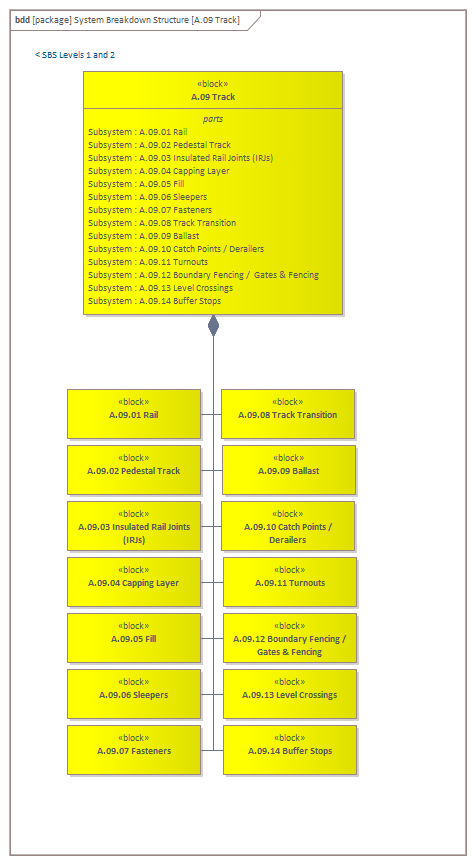 bdd [package] System Breakdown Structure [A.09 Track]
< SBS Levels 1 and 2
«block»
A.09 Track
parts
Subsystem : A.09.01 Rail
Subsystem : A.09.02 Pedestal Track
Subsystem : A.09.03 Insulated Rail Joints (IRJs)
Subsystem : A.09.04 Capping Layer
Subsystem : A.09.05 Fill
Subsystem : A.09.06 Sleepers
Subsystem : A.09.07 Fasteners
Subsystem : A.09.08 Track Transition
Subsystem : A.09.09 Ballast
Subsystem : A.09.10 Catch Points / Derailers
Subsystem : A.09.11 Turnouts
Subsystem : A.09.12 Boundary Fencing / Gates & Fencing
Subsystem : A.09.13 Level Crossings
Subsystem : A.09.14 Buffer Stops
«block»
A.09.01 Rail
«block»
A.09.08 Track Transition
«block»
A.09.02 Pedestal Track
«block»
A.09.09 Ballast
«block»
A.09.03 Insulated Rail Joints
(IRJs)
«block»
A.09.10 Catch Points /
Derailers
«block»
A.09.04 Capping Layer
«block»
A.09.11 Turnouts
«block»
A.09.05 Fill
«block»
A.09.12 Boundary Fencing /
Gates & Fencing
«block»
A.09.06 Sleepers
«block»
A.09.13 Level Crossings
«block»
A.09.07 Fasteners
«block»
A.09.14 Buffer Stops